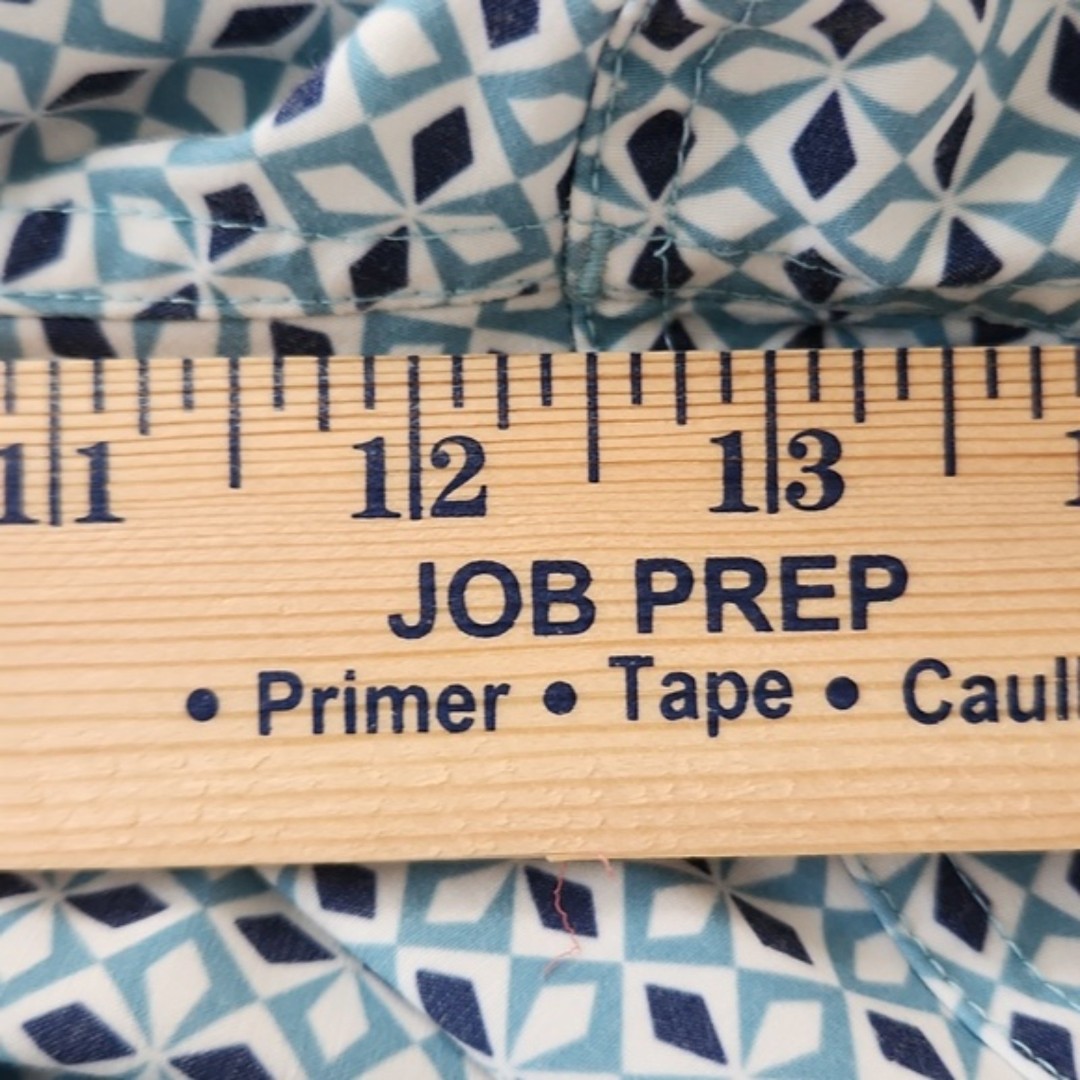 11 12 13
JOB PREP
• Primer • Tape •